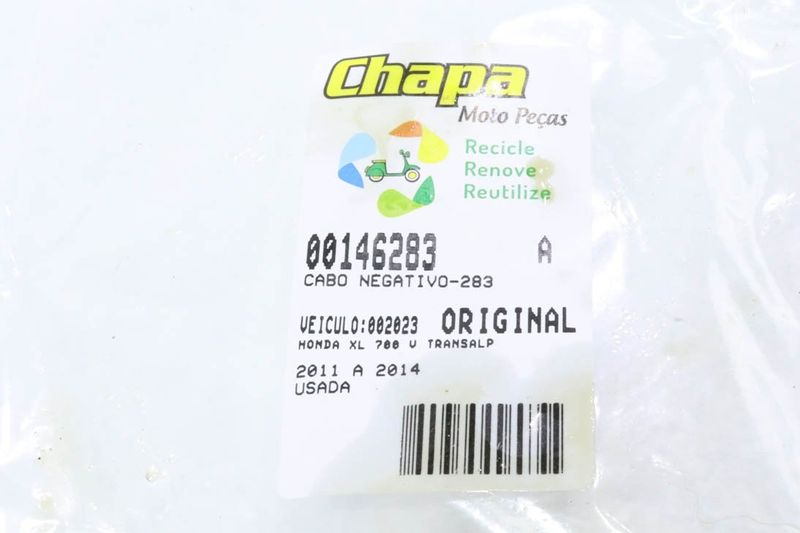 Chapa
Moto Peças
Recicle
Renove
Reutilize
00146283 A
CABO NEGATIVO-283
VEICULO:002023 ORIGINAL
HONDA XL 700 V TRANSALP
2011 A 2014
USADA